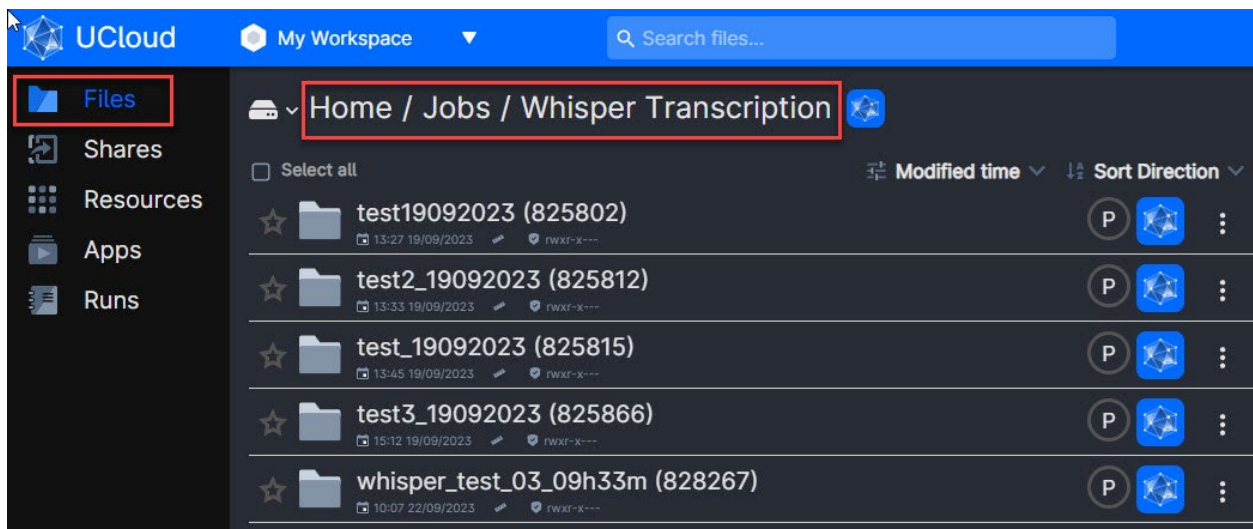 UCloud My Workspace Search files...
Files
Shares
Resources
Apps
Runs
Home / Jobs / Whisper Transcription
Select all Modified time Sort Direction
test19092023 (825802)
13:27 19/09/2023 rwxr-x---
P
test2_19092023 (825812)
13:33 19/09/2023 rwxr-x---
P
test_19092023 (825815)
13:45 19/09/2023 rwxr-x---
P
test3_19092023 (825866)
15:12 19/09/2023 rwxr-x---
P
whisper_test_03_09h33m (828267)
10:07 22/09/2023 rwxr-x---
P